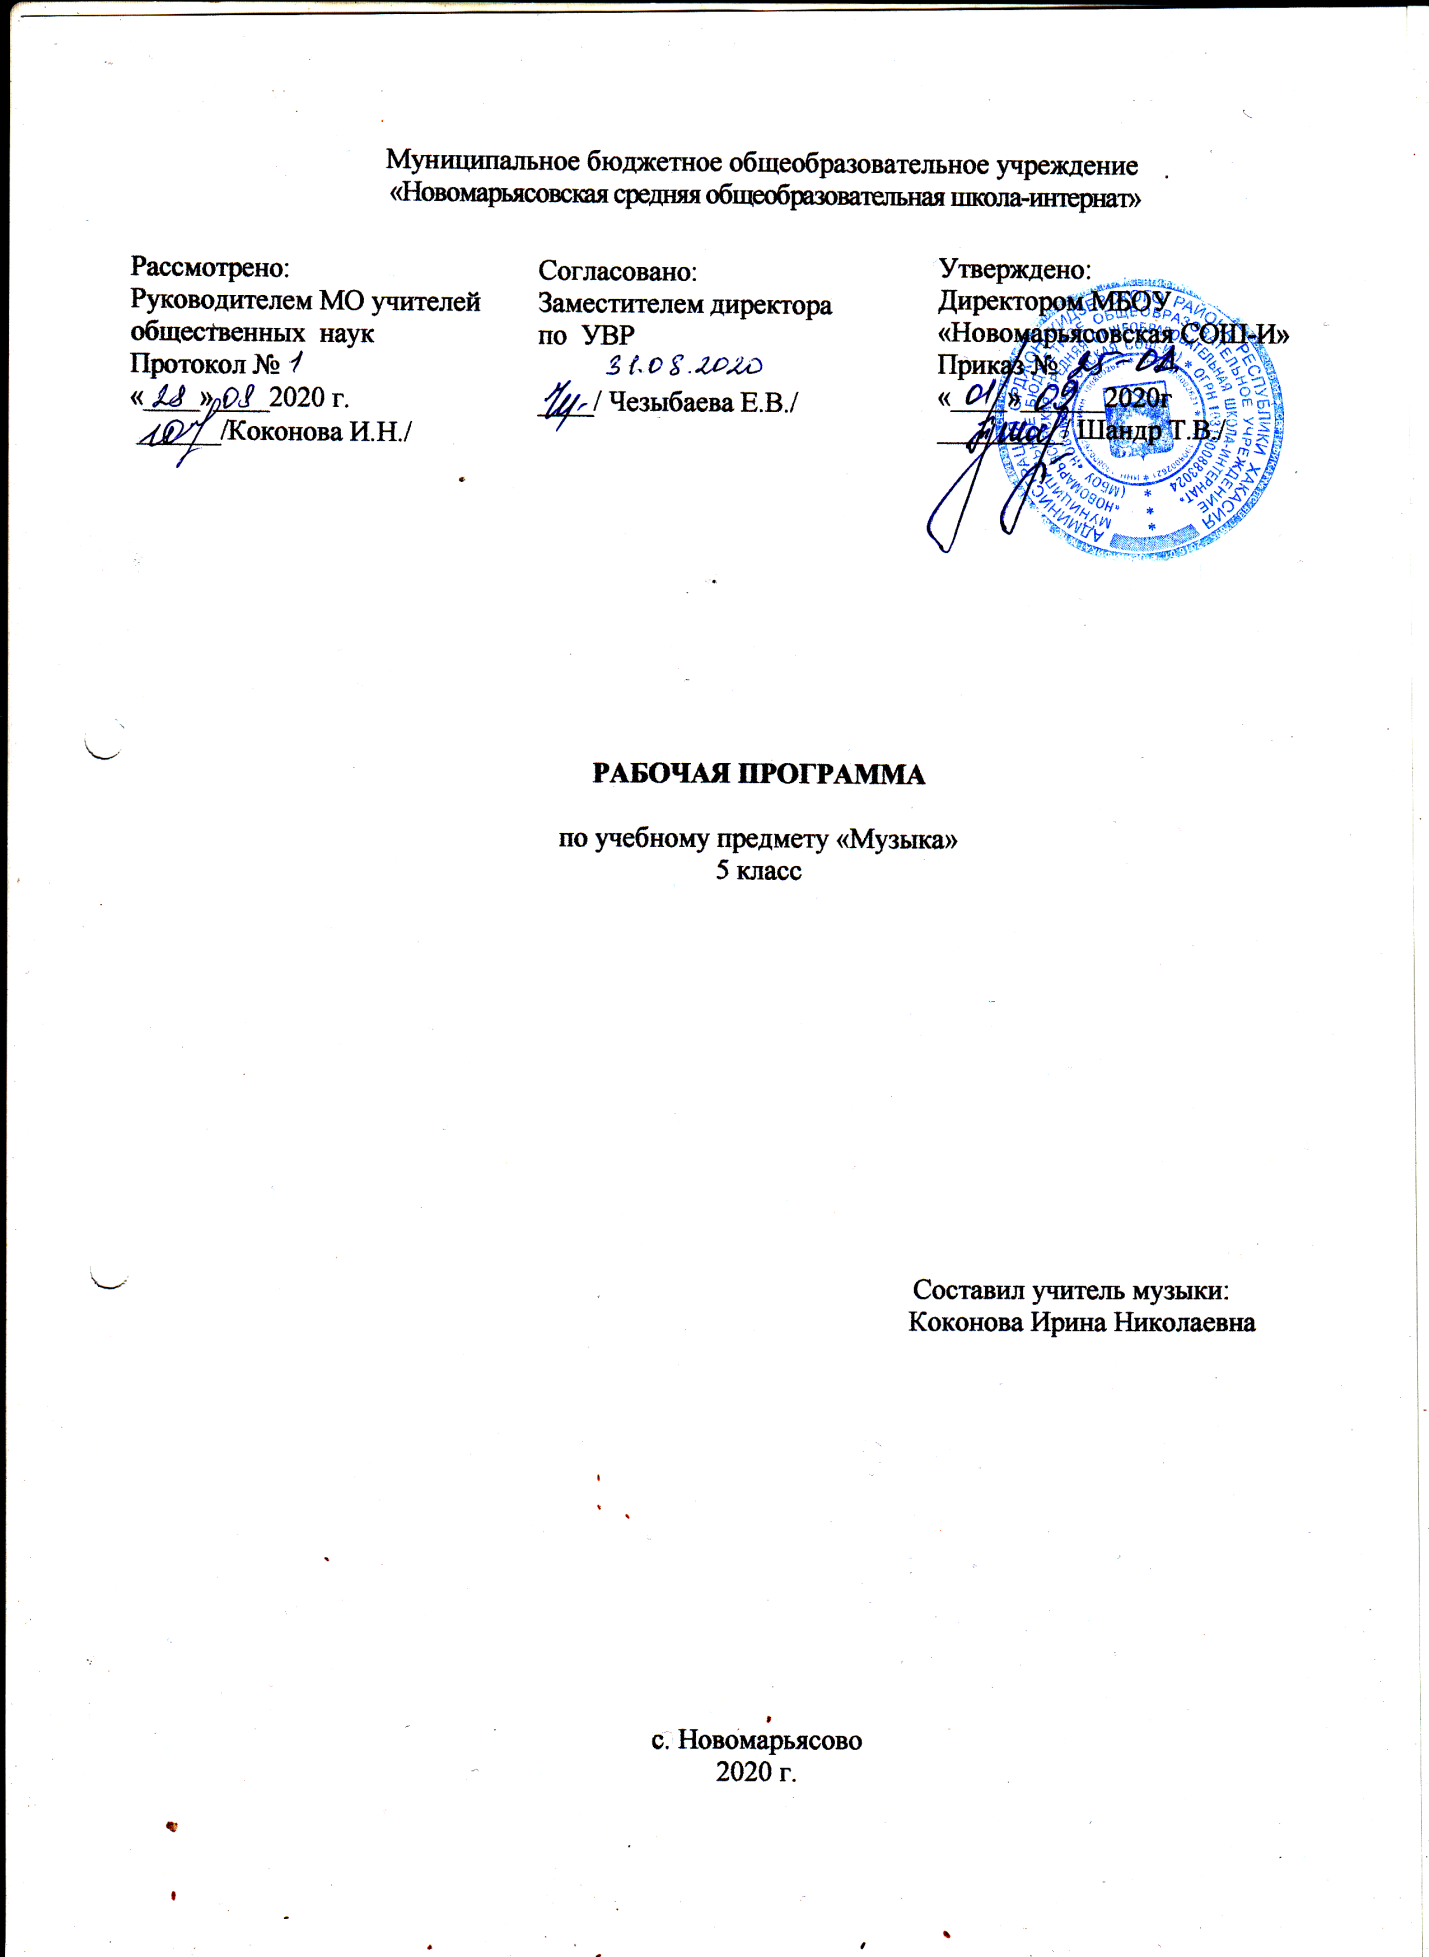 Муниципальное бюджетное общеобразовательное учреждение
«Новомарьясовская средняя общеобразовательная школа-интернат»
Рассмотрено:
Руководителем МО учителей
общественных наук
Протокол № 1
«28» 08 2020 г.
/Коконова И.Н./
Согласовано:
Заместителем директора
по УВР
31.08.2020
/ Чезыбаева Е.В./
Утверждено:
Директором МБОУ
«Новомарьясовская СОШ-И»
Приказ №
«01» 09 2020г
/ Шандр Т.В./
РАБОЧАЯ ПРОГРАММА
по учебному предмету «Музыка»
5 класс
Составил учитель музыки:
Коконова Ирина Николаевна
с. Новомарьясово
2020 г.